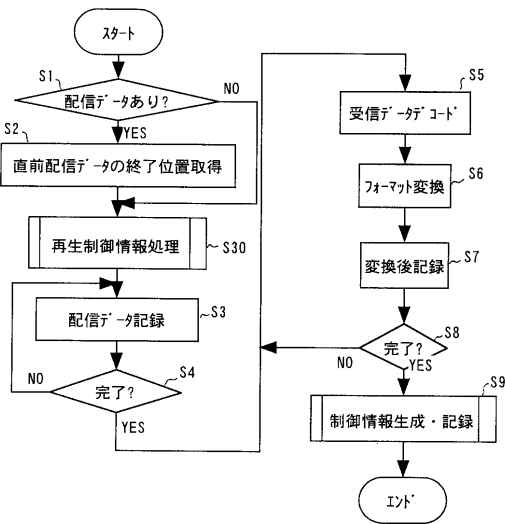 スタート
S1
配信データあり?
NO
YES
S2
直前配信データの終了位置取得
再生制御情報処理
S30
配信データ記録
S3
完了?
S4
NO
YES
S5
受信データデコード
フォーマット変換
S6
変換後記録
S7
完了?
S8
NO
YES
S9
制御情報生成・記録
エンド